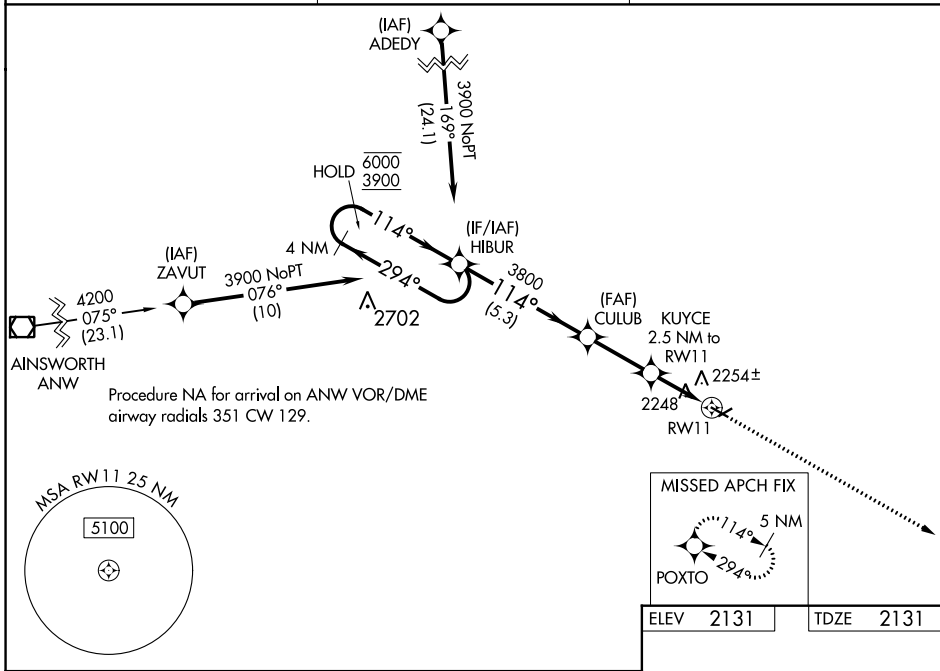 (IAF)
ADEDY
3900 NoPT
169°
(24.1)
HOLD
6000
3900
114°
4 NM
294°
(IF/IAF)
HIBUR
3800
114°
(5.3)
(IAF)
ZAVUT
3900 NoPT
076°
(10)
2702
4200
075°
(23.1)
AINSWORTH
ANW
(FAF)
CULUB
KUYCE
2.5 NM to
RW11
2254±
2248
RW11
Procedure NA for arrival on ANW VOR/DME
airway radials 351 CW 129.
MSA RW11 25 NM
5100
MISSED APCH FIX
114°
5 NM
294°
POXTO
ELEV 2131
TDZE 2131